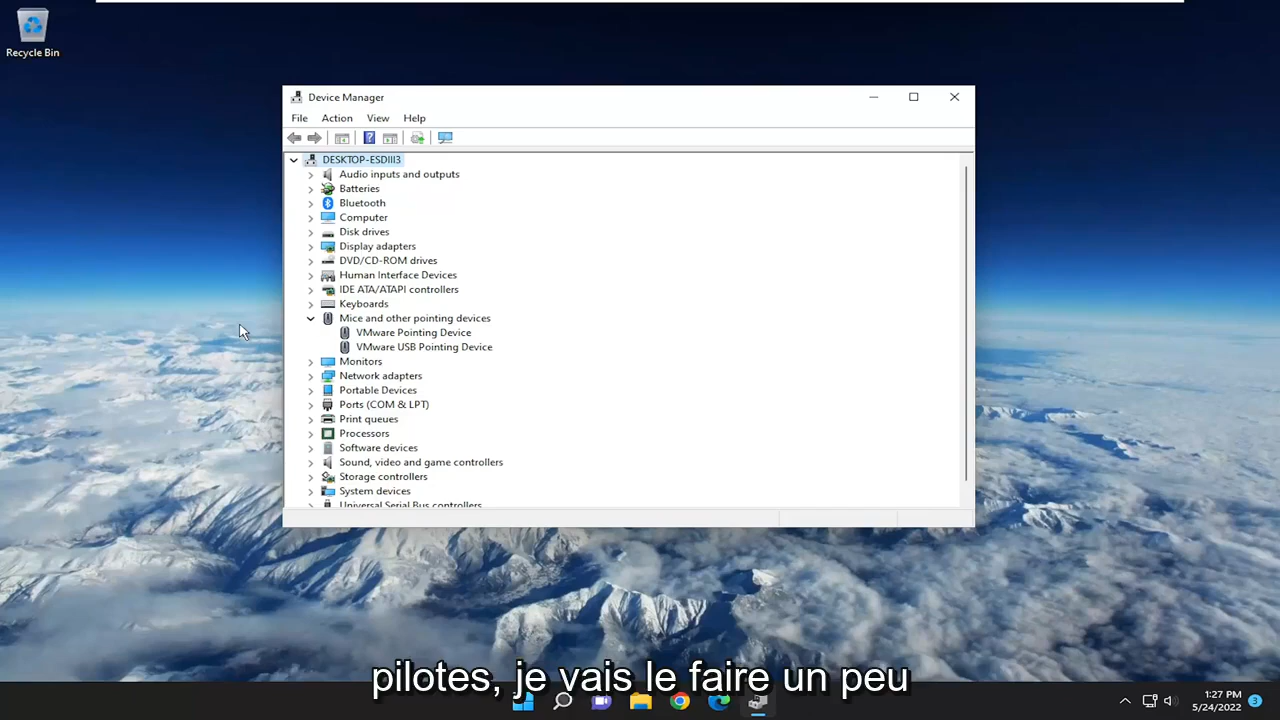 Recycle Bin
Device Manager
File Action View Help
DESKTOP-ESDIII3
Audio inputs and outputs
Batteries
Bluetooth
Computer
Disk drives
Display adapters
DVD/CD-ROM drives
Human Interface Devices
IDE ATA/ATAPI controllers
Keyboards
Mice and other pointing devices
VMware Pointing Device
VMware USB Pointing Device
Monitors
Network adapters
Portable Devices
Ports (COM & LPT)
Print queues
Processors
Software devices
Sound, video and game controllers
Storage controllers
System devices
Universal Serial Bus controllers
pilotes, je vais le faire un peu
1:27 PM
5/24/2022
3